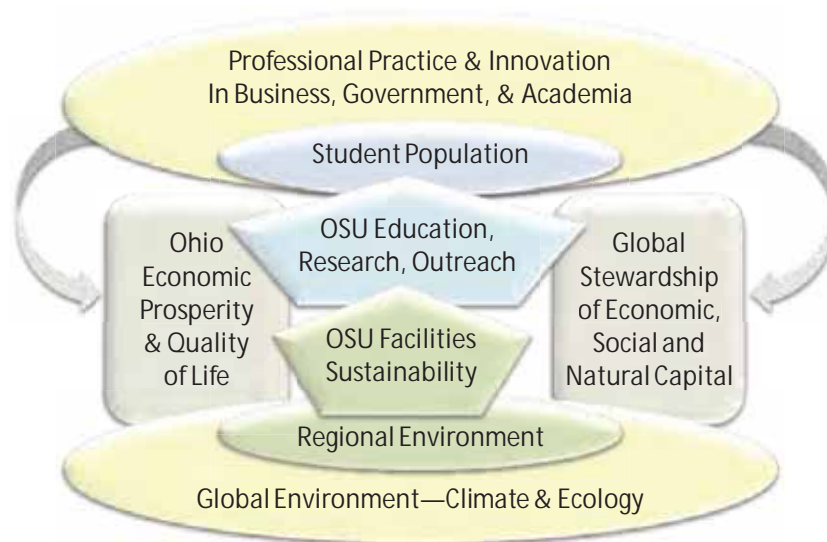 Professional Practice & Innovation
In Business, Government, & Academia
Student Population
OSU Education,
Research, Outreach
Ohio
Economic
Prosperity
& Quality
of Life
Global
Stewardship
of Economic,
Social and
Natural Capital
OSU Facilities
Sustainability
Regional Environment
Global Environment—Climate & Ecology